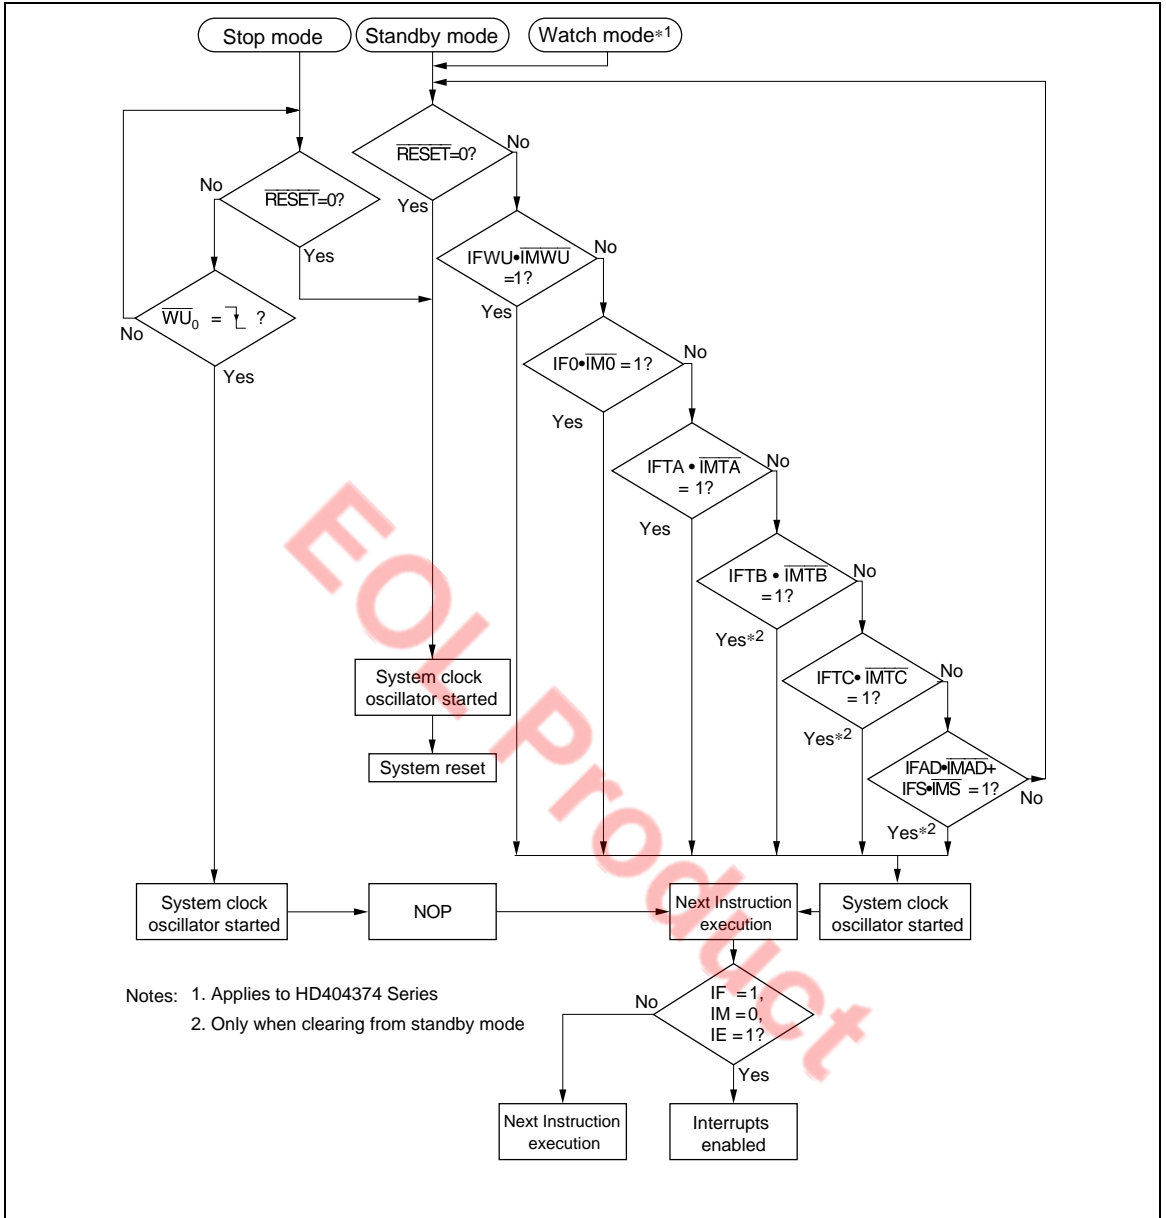 Stop mode
Standby mode
Watch mode*1
RESET=0?
No
Yes
No
RESET=0?
Yes
IFWU•IMWU
=1?
No
Yes
WU0 = ?
No
Yes
IF0•IM0 =1?
No
Yes
IFTA • IMTA
= 1?
No
Yes
IFTB • IMTB
= 1?
No
Yes*2
IFTC• IMTC
= 1?
No
Yes*2
IFAD•IMAD+
IFS•IMS = 1?
No
Yes*2
System clock
oscillator started
System reset
System clock
oscillator started
NOP
Next Instruction
execution
System clock
oscillator started
IF = 1,
IM = 0,
IE = 1?
No
Yes
Next Instruction
execution
Interrupts
enabled
Notes: 1. Applies to HD404374 Series
2. Only when clearing from standby mode
EOL Product